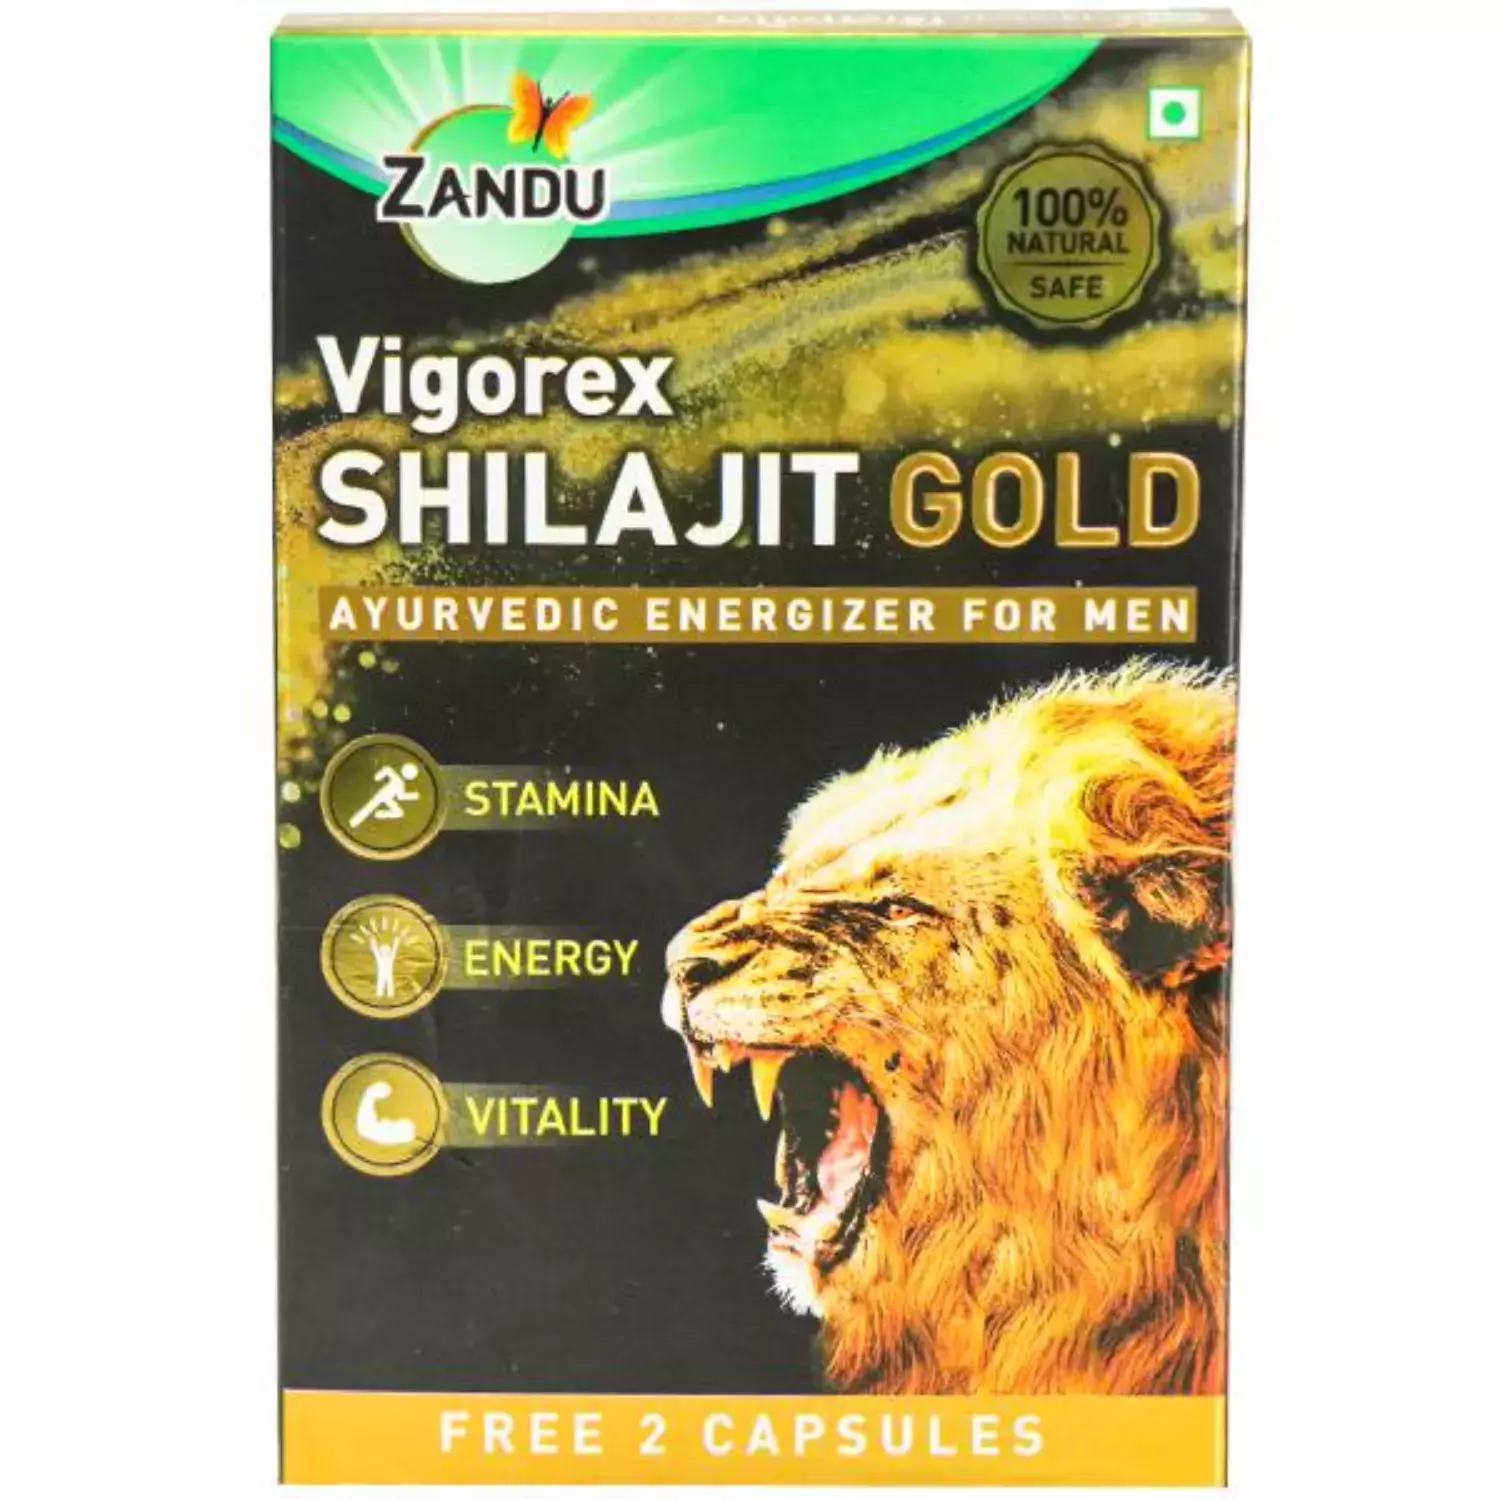 ZANDU
100%
NATURAL
SAFE
Vigorex
SHILAJIT GOLD
AYURVEDIC ENERGIZER FOR MEN
STAMINA
ENERGY
VITALITY
FREE 2 CAPSULES